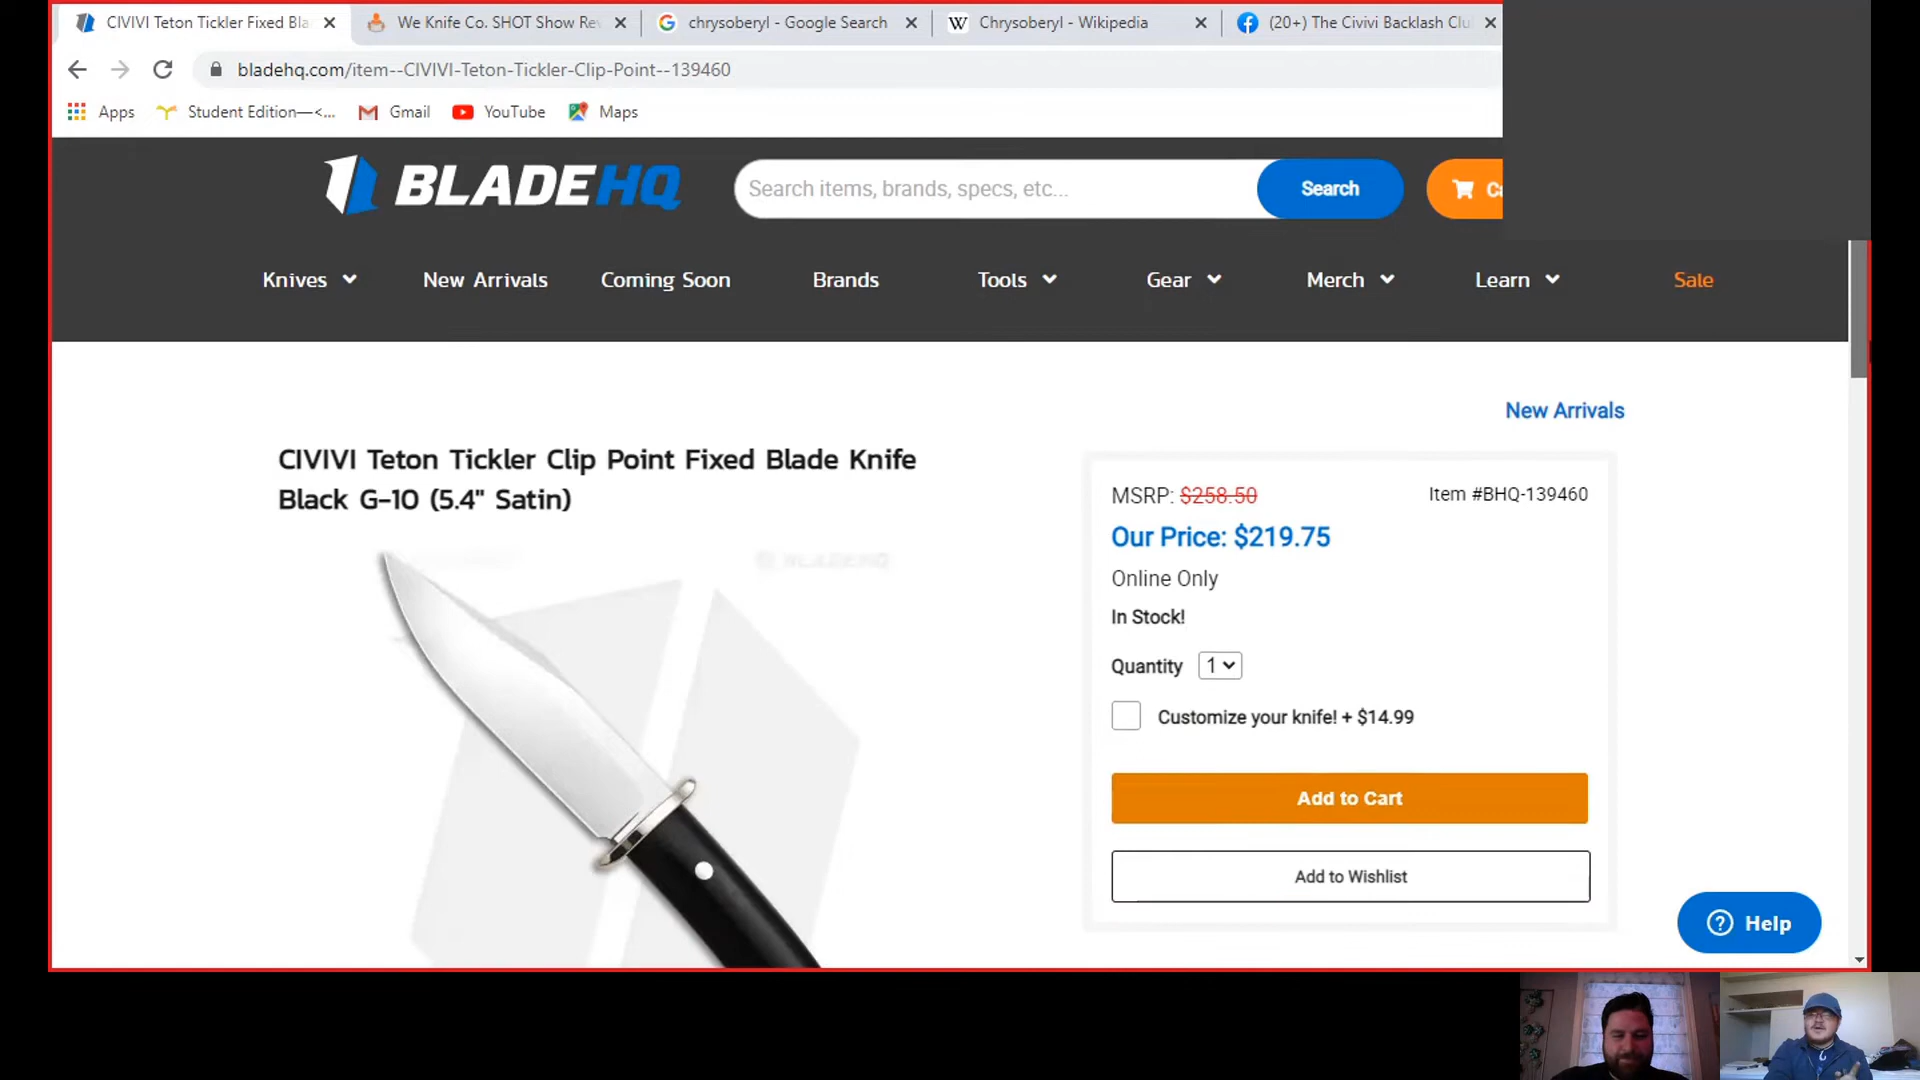 CIVIVI Teton Tickler Fixed Bla
We Knife Co. SHOT Show Re
chrysoberyl - Google Search
Chrysoberyl - Wikipedia
(20+) The Civivi Backlash Clu
bladehq.com/item--CIVIVI-Teton-Tickler-Clip-Point--139460
Apps
Student Edition—<...
Gmail
YouTube
Maps
BLADEHQ
Search items, brands, specs, etc...
Search
Ca
Knives
New Arrivals
Coming Soon
Brands
Tools
Gear
Merch
Learn
Sale
New Arrivals
CIVIVI Teton Tickler Clip Point Fixed Blade Knife
Black G-10 (5.4" Satin)
BLADEHQ
MSRP: $258.50
Item #BHQ-139460
Our Price: $219.75
Online Only
In Stock!
Quantity 1
Customize your knife! + $14.99
Add to Cart
Add to Wishlist
Help